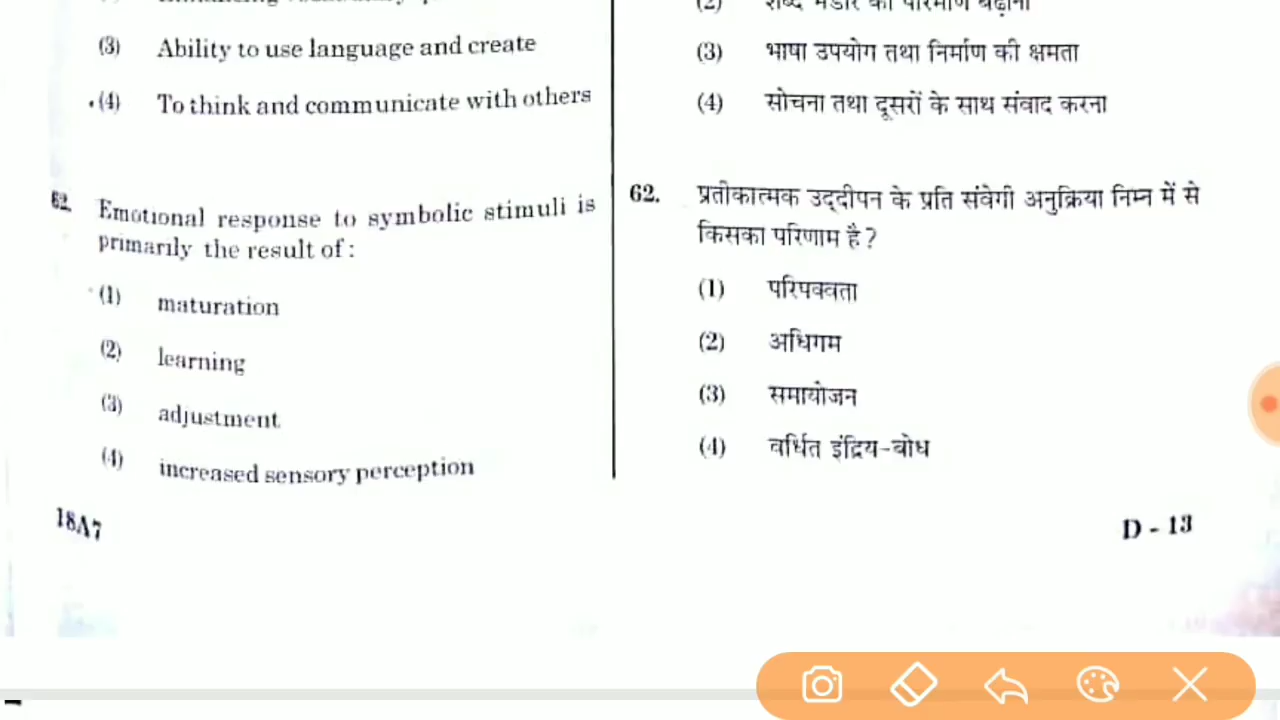 (3) Ability to use language and create
(4) To think and communicate with others
62. Emotional response to symbolic stimuli is
primarily the result of :
(1) maturation
(2) learning
(3) adjustment
(4) increased sensory perception
18A7
(3) भाषा उपयोग तथा निर्माण की क्षमता
(4) सोचना तथा दूसरों के साथ संवाद करना
62. प्रतीकात्मक उद्दीपन के प्रति संवेगी अनुक्रिया निम्न में से
किसका परिणाम है ?
(1) परिपक्वता
(2) अधिगम
(3) समायोजन
(4) वर्धित इंद्रिय-बोध
D - 13